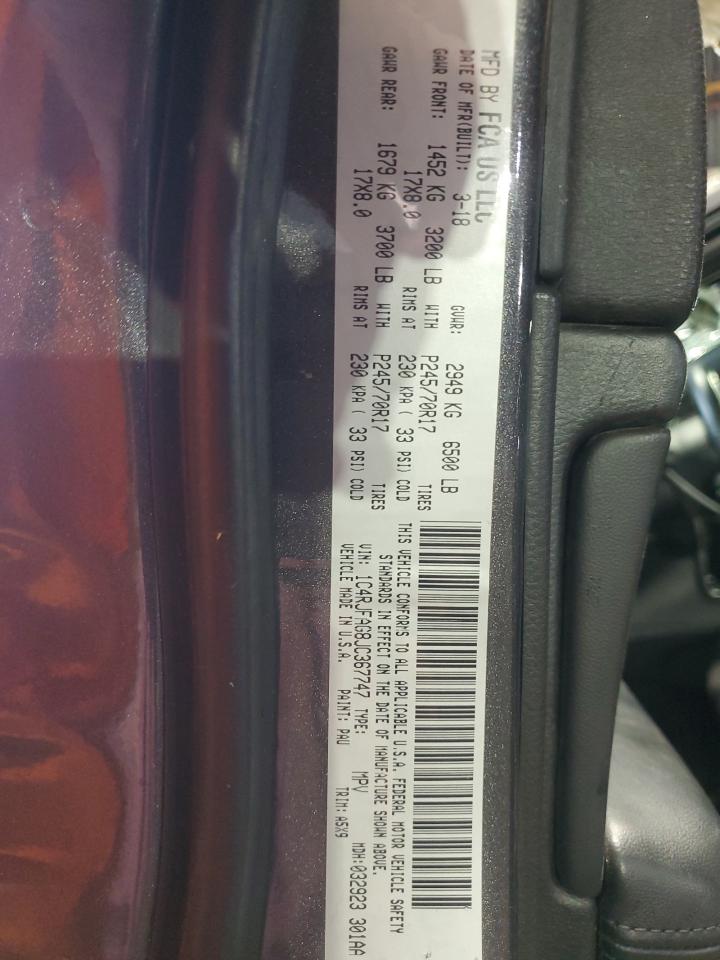 MFD BY FCA US LLC
DATE OF MFR(BUILT): 3-18 GVWR: 2949 KG 6500 LB
GAWR FRONT: 1452 KG 3200 LB WITH P245/70R17 TIRES
17X8.0 RIMS AT 230 KPA ( 33 PSI) COLD
GAWR REAR: 1679 KG 3700 LB WITH P245/70R17 TIRES
17X8.0 RIMS AT 230 KPA ( 33 PSI) COLD
THIS VEHICLE CONFORMS TO ALL APPLICABLE U.S.A. FEDERAL MOTOR VEHICLE SAFETY
STANDARDS IN EFFECT ON THE DATE OF MANUFACTURE SHOWN ABOVE.
VIN: 1C4RJFAG8JC367747 TYPE: MPV MDH:032923 301AA
VEHICLE MADE IN U.S.A. PAINT: PAU TRIM: A5X9